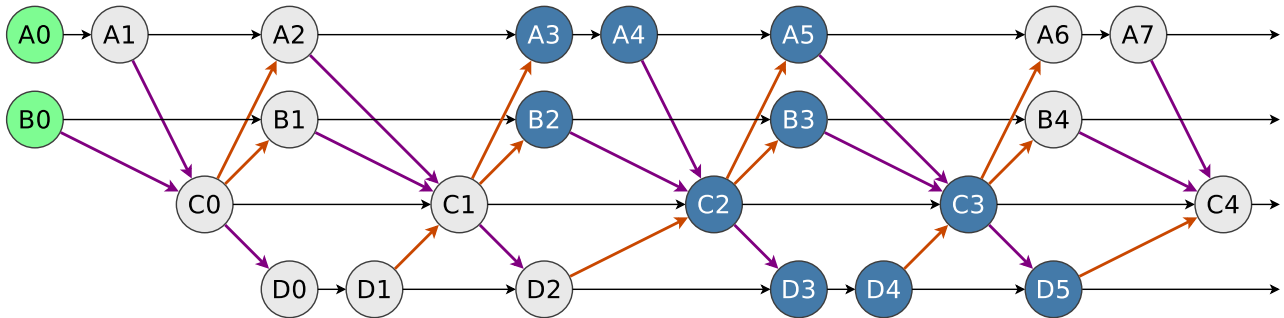 A0 A1 A2 A3 A4 A5 A6 A7
B0 B1 B2 B3 B4
C0 C1 C2 C3 C4
D0 D1 D2 D3 D4 D5